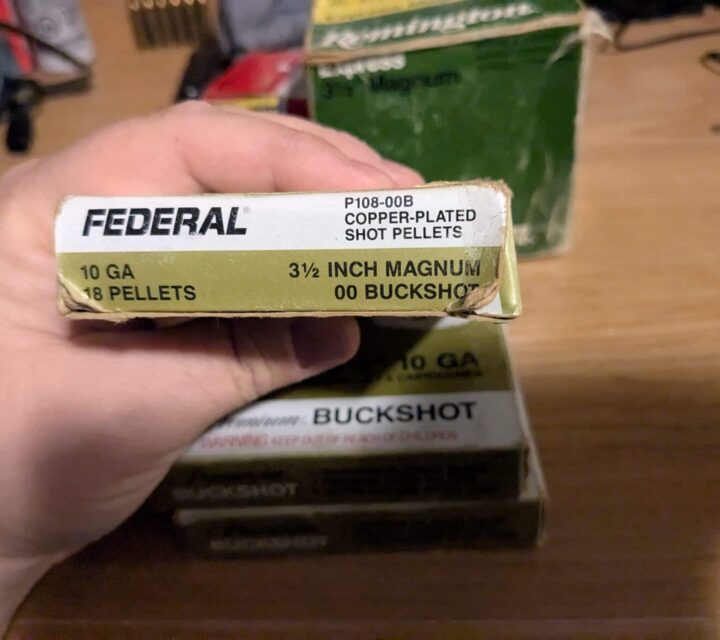 Remington
Express
3½" Magnum
FEDERAL®
P108-00B
COPPER-PLATED
SHOT PELLETS
10 GA
18 PELLETS
3½ INCH MAGNUM
00 BUCKSHOT
10 GA
Premium BUCKSHOT
WARNING KEEP OUT OF REACH OF CHILDREN
BUCKSHOT
BUCKSHOT